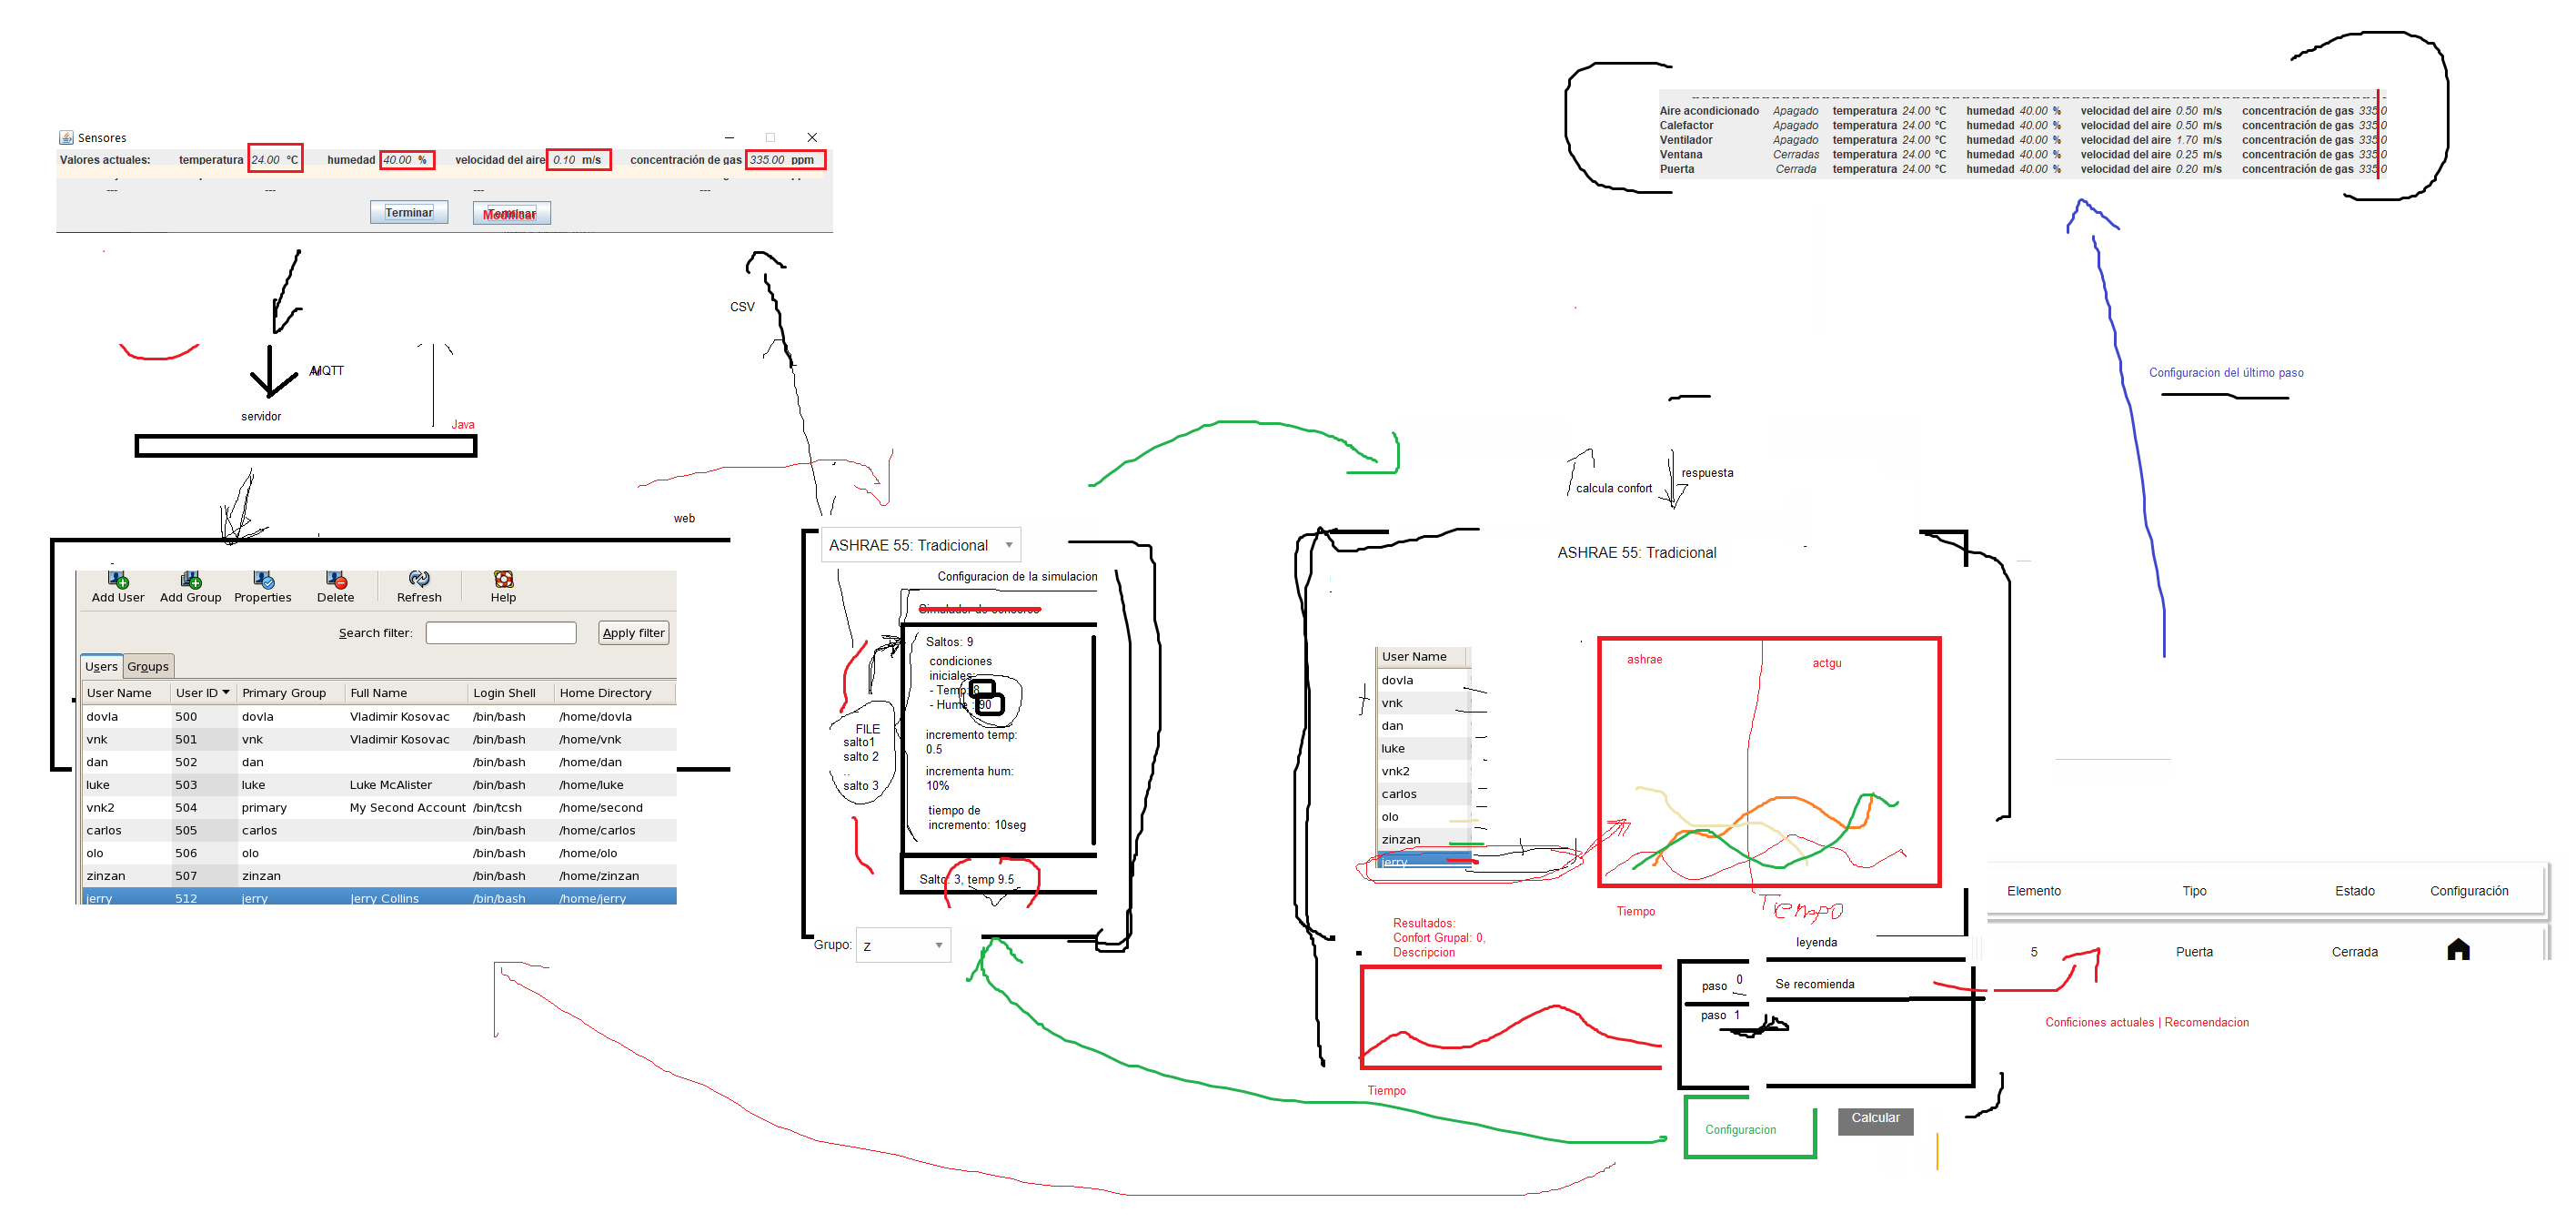 Sensores
Valores actuales: temperatura 24.00 °C humedad 40.00 % velocidad del aire 0.10 m/s concentración de gas 335.00 ppm
--- --- --- ---
Terminar
Terminar
Modificar
Aire acondicionado Apagado temperatura 24.00 °C humedad 40.00 % velocidad del aire 0.50 m/s concentración de gas 335.0
Calefactor Apagado temperatura 24.00 °C humedad 40.00 % velocidad del aire 0.50 m/s concentración de gas 335.0
Ventilador Apagado temperatura 24.00 °C humedad 40.00 % velocidad del aire 1.70 m/s concentración de gas 335.0
Ventana Cerradas temperatura 24.00 °C humedad 40.00 % velocidad del aire 0.25 m/s concentración de gas 335.0
Puerta Cerrada temperatura 24.00 °C humedad 40.00 % velocidad del aire 0.20 m/s concentración de gas 335.0
CSV
MQTT
servidor
Java
web
Configuracion del último paso
calcula confort
respuesta
Add User Add Group Properties Delete Refresh Help
Search filter: Apply filter
Users Groups
User Name User ID Primary Group Full Name Login Shell Home Directory
dovla 500 dovla Vladimir Kosovac /bin/bash /home/dovla
vnk 501 vnk Vladimir Kosovac /bin/bash /home/vnk
dan 502 dan /bin/bash /home/dan
luke 503 luke Luke McAlister /bin/bash /home/luke
vnk2 504 primary My Second Account /bin/tcsh /home/second
carlos 505 carlos /bin/bash /home/carlos
olo 506 olo /bin/bash /home/olo
zinzan 507 zinzan /bin/bash /home/zinzan
jerry 512 jerry Jerry Collins /bin/bash /home/jerry
ASHRAE 55: Tradicional
Configuracion de la simulacion
Simulador de sensores
Saltos: 9
condiciones
iniciales:
- Temp: 8
- Hume : 90
incremento temp:
0.5
incrementa hum:
10%
tiempo de
incremento: 10seg
FILE
salto1
salto 2
..
salto 3
Salto: 3, temp 9.5
Grupo: z
ASHRAE 55: Tradicional
User Name
dovla
vnk
dan
luke
vnk2
carlos
olo
zinzan
jerry
ashrae
actgu
Tiempo
Tiempo
Resultados:
Confort Grupal: 0,
Descripcion
Tiempo
leyenda
paso 0 Se recomienda
paso 1
Configuracion
Calcular
Elemento Tipo Estado Configuración
5 Puerta Cerrada
Conficiones actuales | Recomendacion